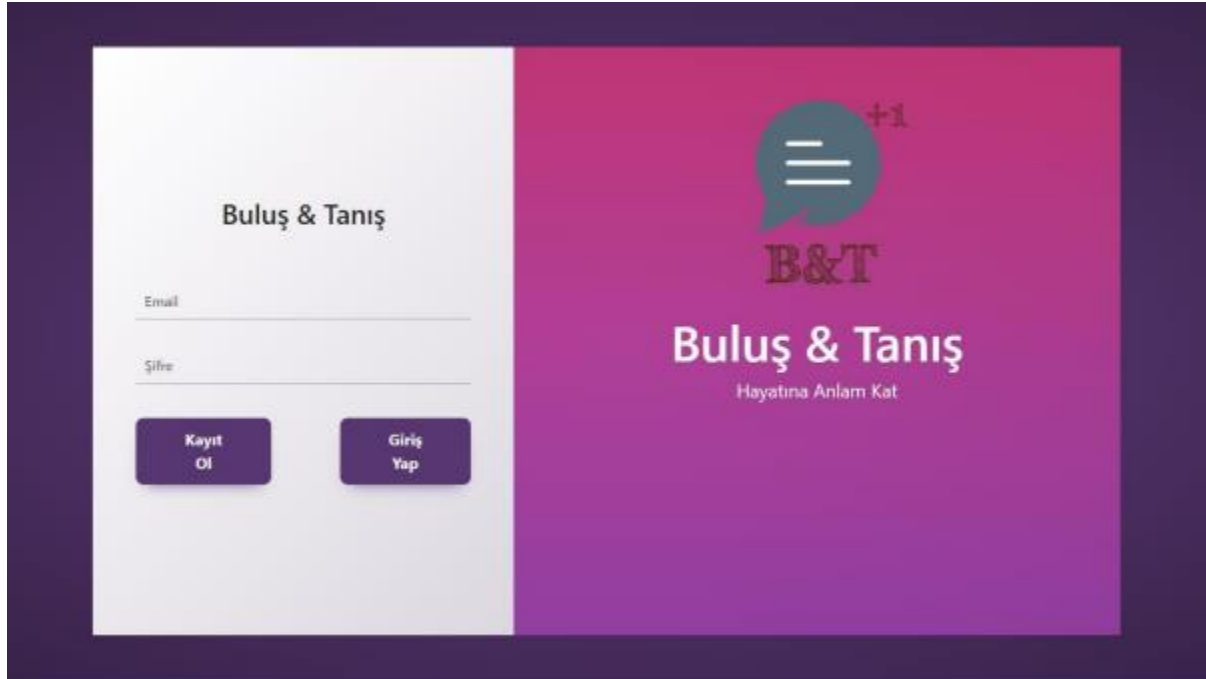 Buluş & Tanış
Email
Şifre
Kayıt
Ol
Giriş
Yap
+1
B&T
Buluş & Tanış
Hayatına Anlam Kat